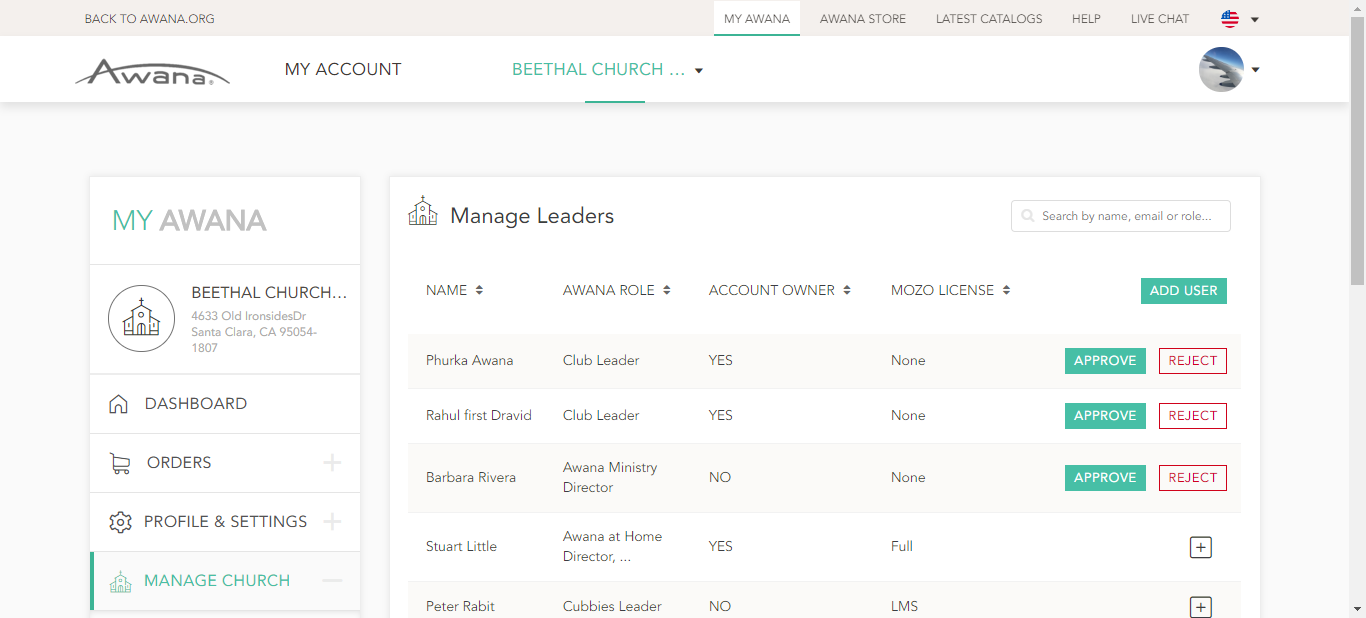 BACK TO AWANA.ORG
MY AWANA
AWANA STORE
LATEST CATALOGS
HELP
LIVE CHAT
Awana®
MY ACCOUNT
BEETHAL CHURCH ...
MY AWANA
BEETHAL CHURCH...
4633 Old IronsidesDr
Santa Clara, CA 95054-
1807
DASHBOARD
ORDERS
PROFILE & SETTINGS
MANAGE CHURCH
Manage Leaders
Search by name, email or role...
NAME AWANA ROLE ACCOUNT OWNER MOZO LICENSE ADD USER
Phurka Awana Club Leader YES None APPROVE REJECT
Rahul first Dravid Club Leader YES None APPROVE REJECT
Barbara Rivera Awana Ministry
Director NO None APPROVE REJECT
Stuart Little Awana at Home
Director, ... YES Full
Peter Rabit Cubbies Leader NO LMS